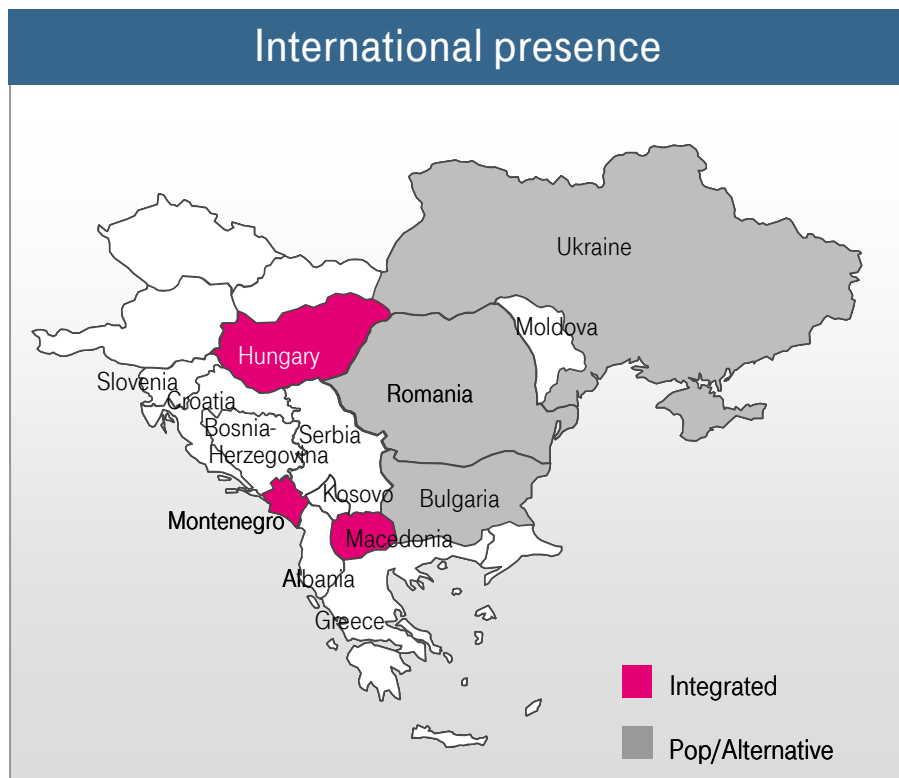 International presence
Ukraine
Moldova
Hungary
Slovenia
Romania
Croatia
Bosnia-
Herzegovina
Serbia
Kosovo
Bulgaria
Montenegro
Macedonia
Albania
Greece
Integrated
Pop/Alternative